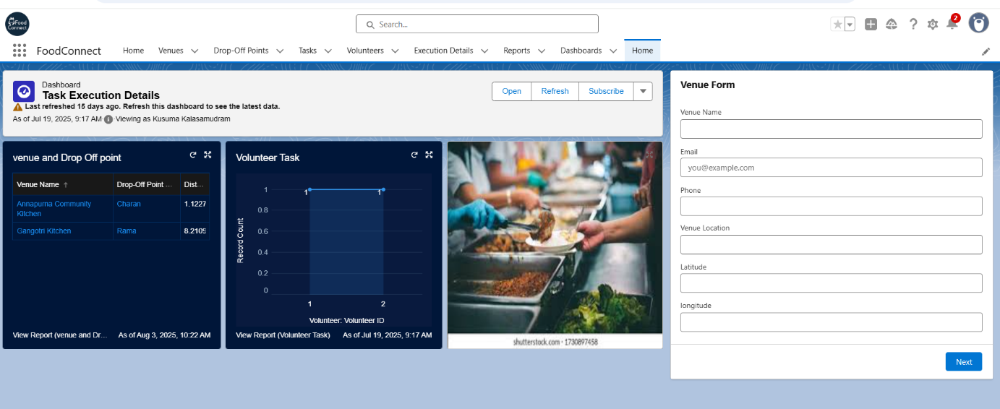 Food
Connect
Search...
2
FoodConnect
Home
Venues
Drop-Off Points
Tasks
Volunteers
Execution Details
Reports
Dashboards
Home
Dashboard
Task Execution Details
Last refreshed 15 days ago. Refresh this dashboard to see the latest data.
As of Jul 19, 2025, 9:17 AM·Viewing as Kusuma Kalasamudram
Open
Refresh
Subscribe
venue and Drop Off point
Venue Name ↑
Drop-Off Point ...
Dist...
Annapurna Community
Kitchen
Charan
1.1227
Gangotri Kitchen
Rama
8.2109
View Report (venue and Dr...
As of Aug 3, 2025, 10:22 AM
Volunteer Task
1
0.8
0.6
0.4
0.2
0
Record Count
1
1
1
2
Volunteer: Volunteer ID
View Report (Volunteer Task)
As of Jul 19, 2025, 9:17 AM
shutterstock.com · 1730897458
Venue Form
Venue Name
Email
you@example.com
Phone
Venue Location
Latitude
longitude
Next